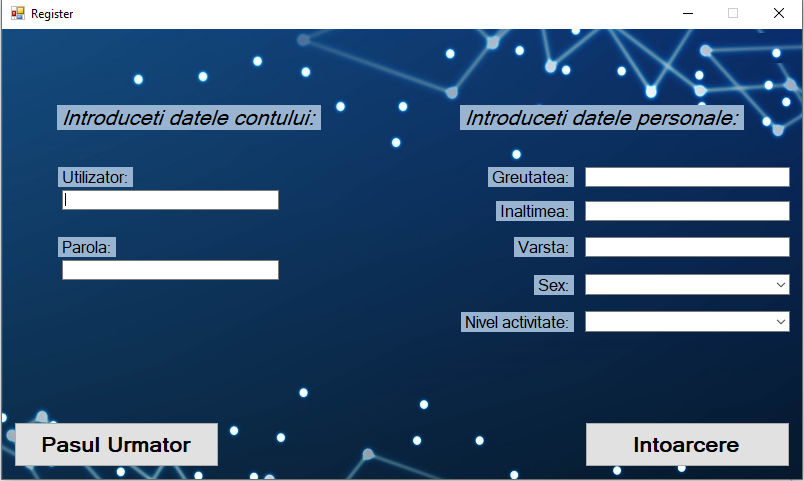 Register
Introduceti datele contului:
Utilizator:
Parola:
Introduceti datele personale:
Greutatea:
Inaltimea:
Varsta:
Sex:
Nivel activitate:
Pasul Urmator
Intoarcere